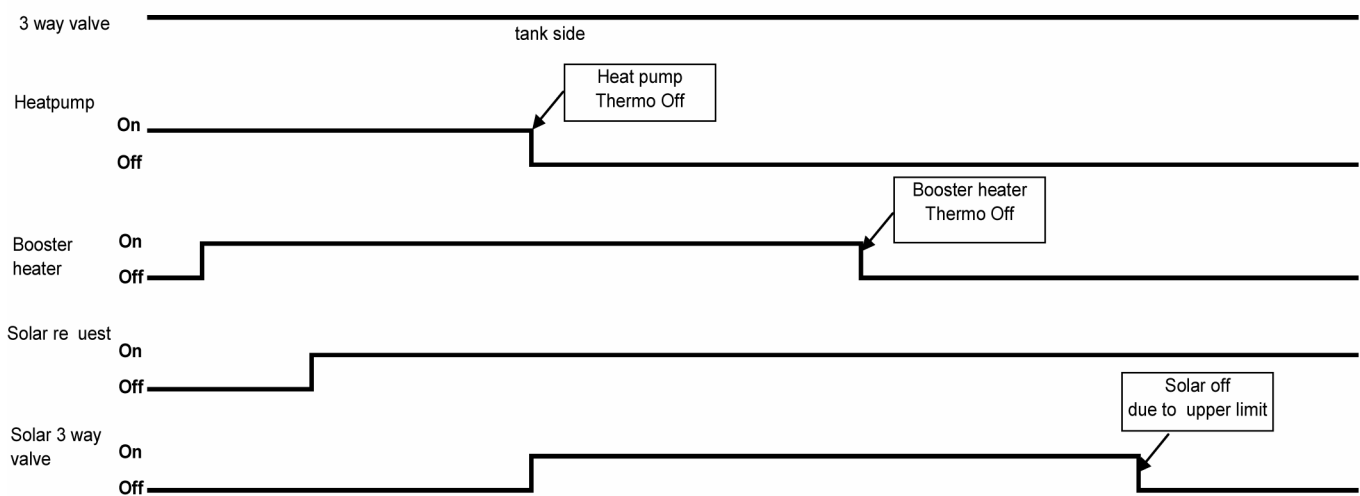 3 way valve
tank side
Heat pump
Thermo Off
Heatpump
On
Off
Booster heater
Thermo Off
Booster
heater
On
Off
Solar re uest
On
Off
Solar off
due to upper limit
Solar 3 way
valve
On
Off